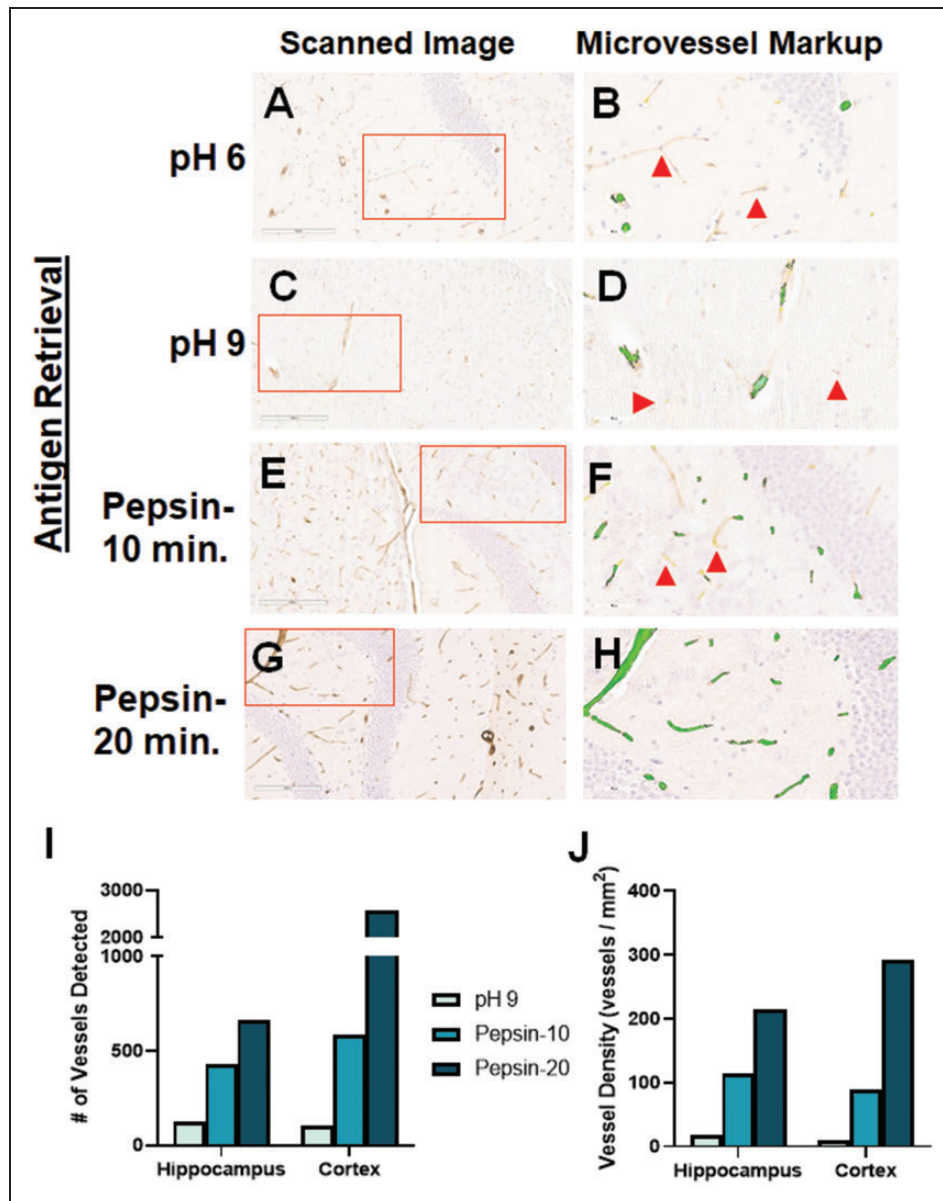 Scanned Image
Microvessel Markup
Antigen Retrieval
pH 6
A
B
pH 9
C
D
Pepsin-
10 min.
E
F
Pepsin-
20 min.
G
H
I
# of Vessels Detected
3000
2000
1000
500
0
Hippocampus
Cortex
pH 9
Pepsin-10
Pepsin-20
J
Vessel Density (vessels / mm²)
400
300
200
100
0
Hippocampus
Cortex